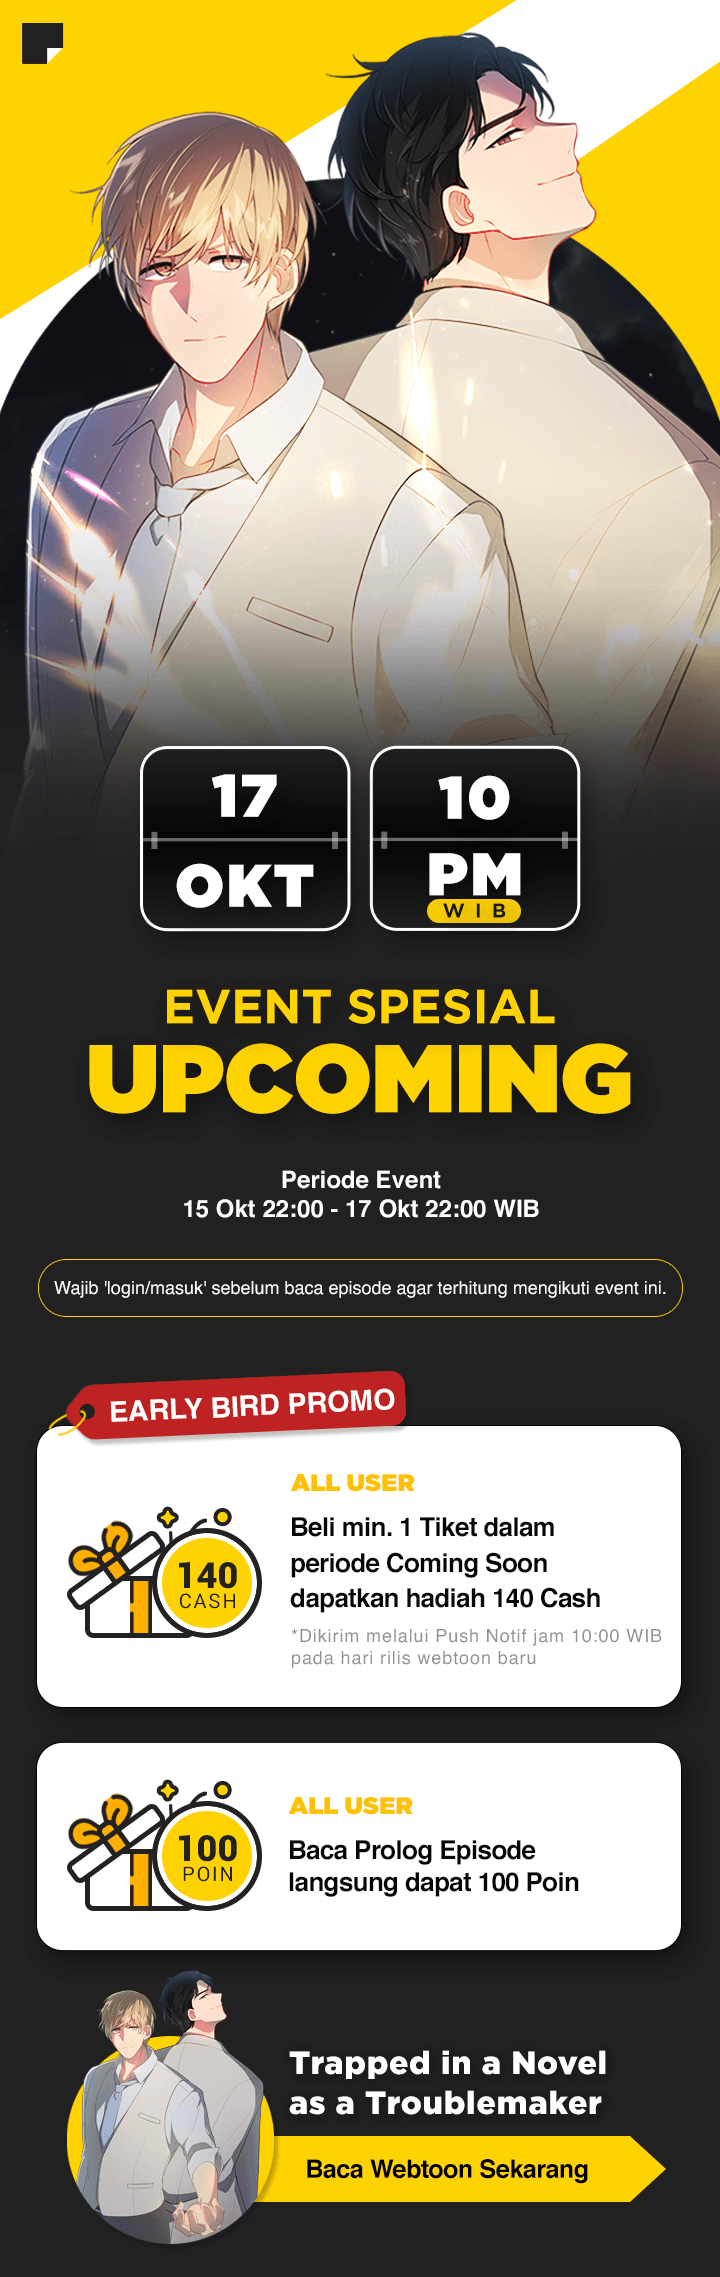 17
OKT
10
PM
WIB
EVENT SPESIAL
UPCOMING
Periode Event
15 Okt 22:00 - 17 Okt 22:00 WIB
Wajib 'login/masuk' sebelum baca episode agar terhitung mengikuti event ini.
EARLY BIRD PROMO
140
CASH
ALL USER
Beli min. 1 Tiket dalam
periode Coming Soon
dapatkan hadiah 140 Cash
*Dikirim melalui Push Notif jam 10:00 WIB
pada hari rilis webtoon baru
100
POIN
ALL USER
Baca Prolog Episode
langsung dapat 100 Poin
Trapped in a Novel
as a Troublemaker
Baca Webtoon Sekarang